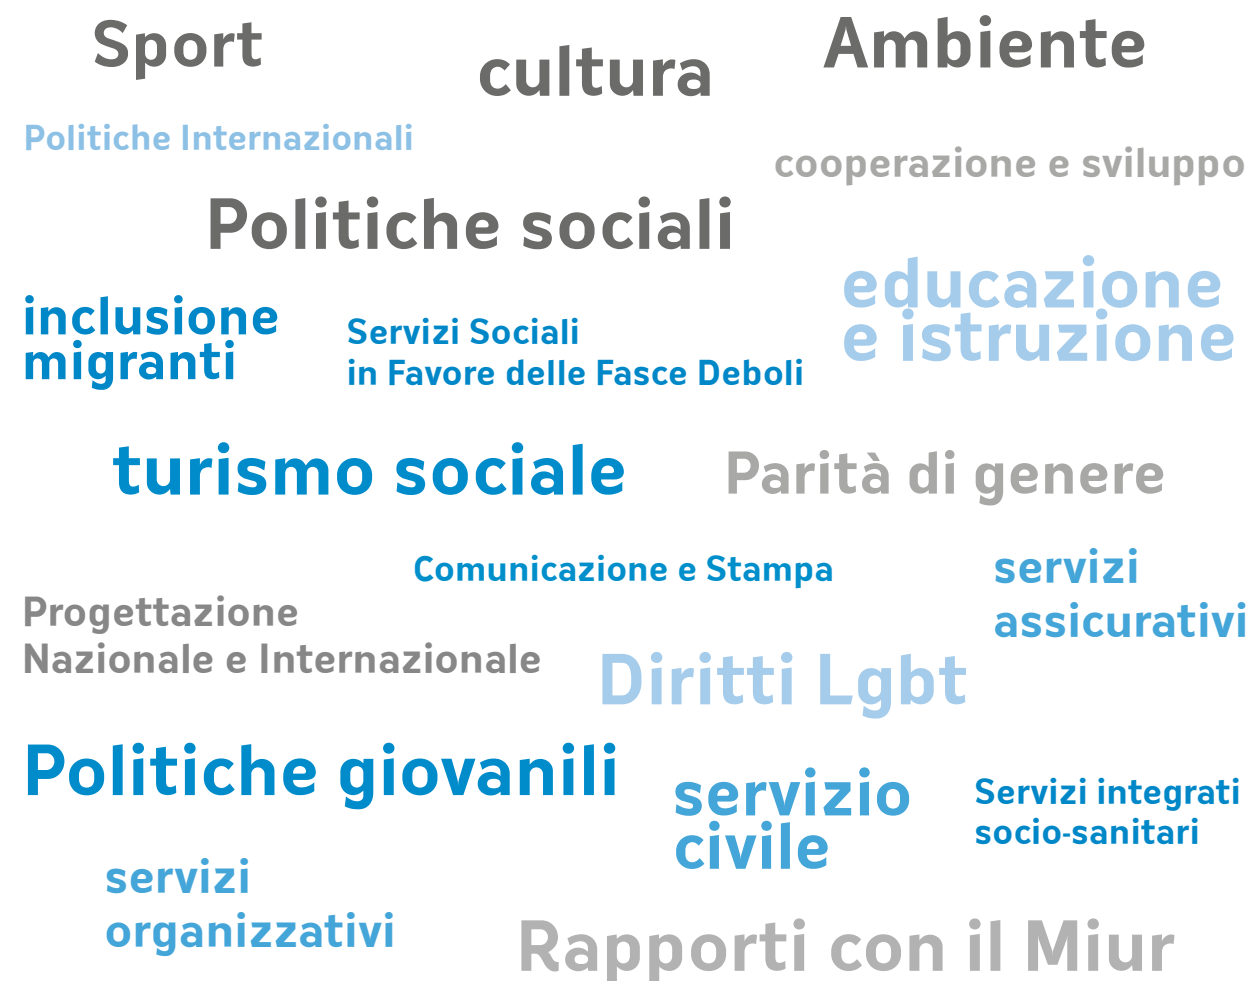 Sport
cultura
Ambiente
Politiche Internazionali
cooperazione e sviluppo
Politiche sociali
educazione
e istruzione
inclusione
migranti
Servizi Sociali
in Favore delle Fasce Deboli
turismo sociale
Parità di genere
Comunicazione e Stampa
servizi
assicurativi
Progettazione
Nazionale e Internazionale
Diritti Lgbt
Politiche giovanili
servizio
civile
Servizi integrati
socio-sanitari
servizi
organizzativi
Rapporti con il Miur